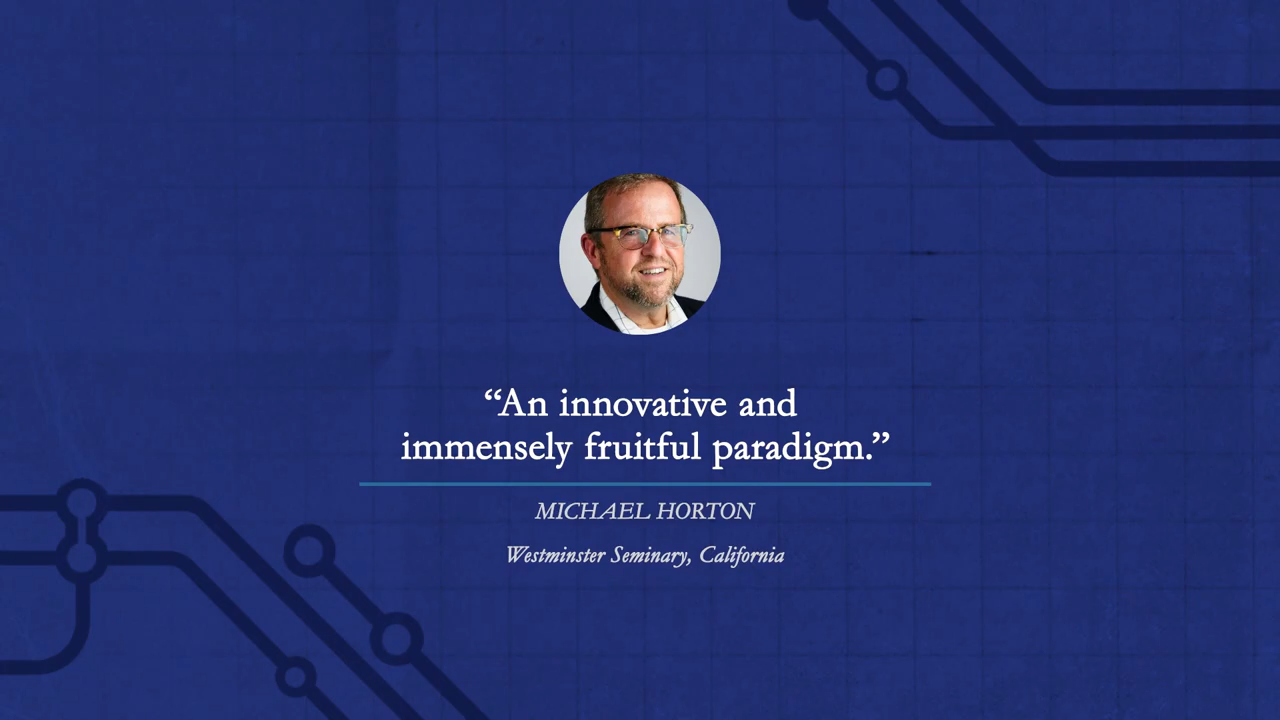 “An innovative and
immensely fruitful paradigm.”
MICHAEL HORTON
Westminster Seminary, California